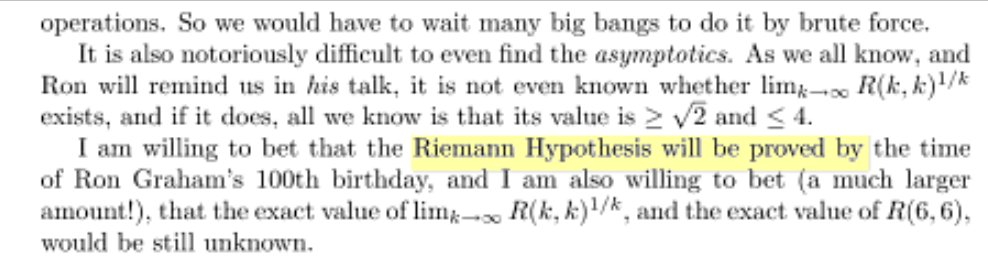 operations. So we would have to wait many big bangs to do it by brute force.
It is also notoriously difficult to even find the asymptotics. As we all know, and
Ron will remind us in his talk, it is not even known whether lim_{k→∞} R(k, k)^{1/k}
exists, and if it does, all we know is that its value is ≥ √2 and ≤ 4.
I am willing to bet that the Riemann Hypothesis will be proved by the time
of Ron Graham's 100th birthday, and I am also willing to bet (a much larger
amount!), that the exact value of lim_{k→∞} R(k, k)^{1/k}, and the exact value of R(6, 6),
would be still unknown.